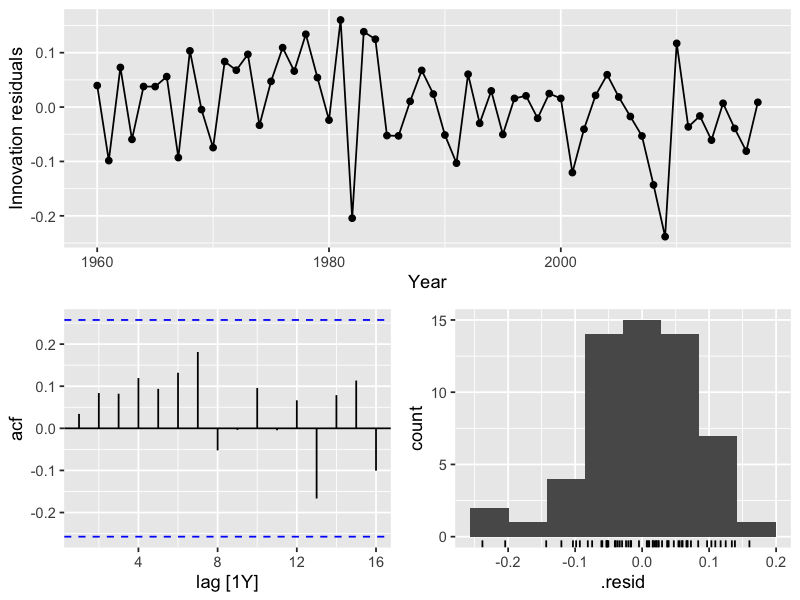 Innovation residuals
0.1
0.0
-0.1
-0.2
1960 1980 2000
Year
acf
0.2
0.1
0.0
-0.1
-0.2
4 8 12 16
lag [1Y]
count
15
10
5
0
-0.2 -0.1 0.0 0.1 0.2
.resid